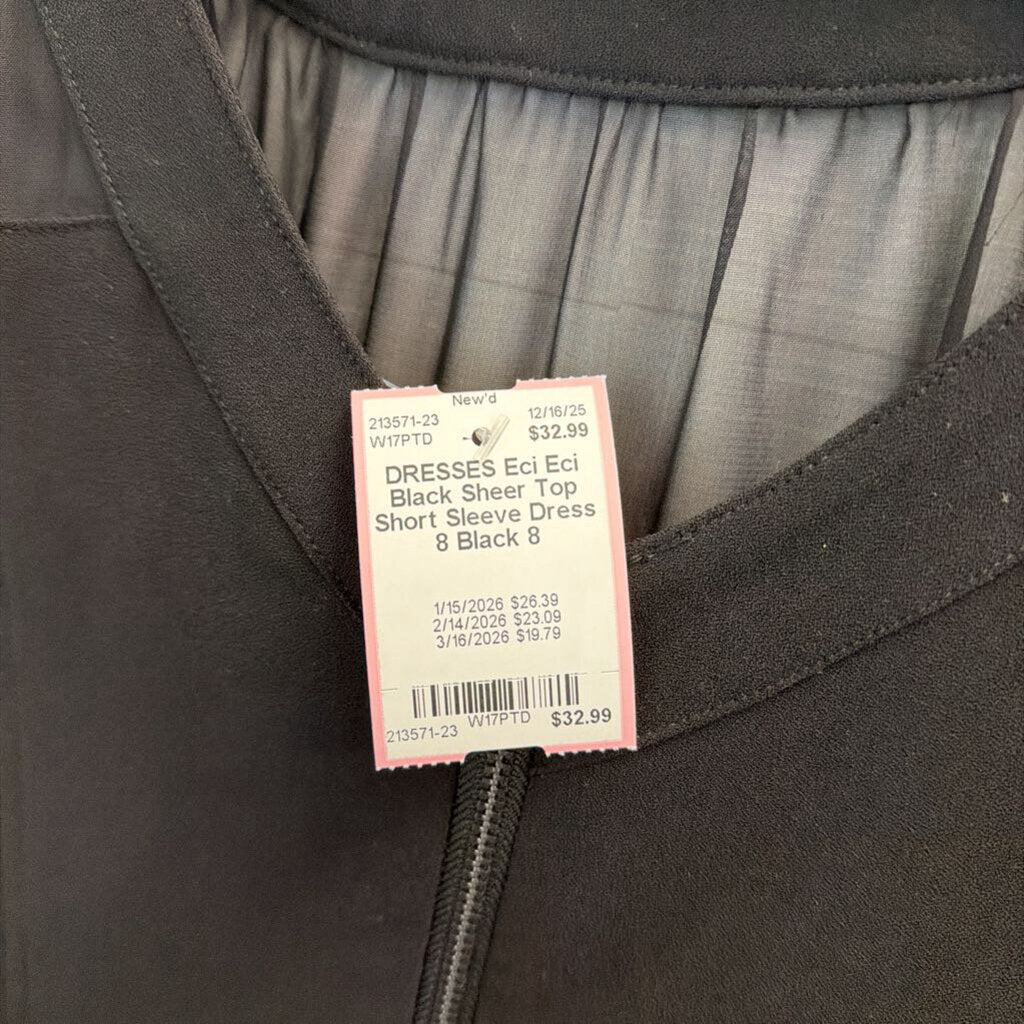 New'd
213571-23 12/16/25
W17PTD $32.99
DRESSES Eci Eci
Black Sheer Top
Short Sleeve Dress
8 Black 8
1/15/2026 $26.39
2/14/2026 $23.09
3/16/2026 $19.79
213571-23 W17PTD $32.99